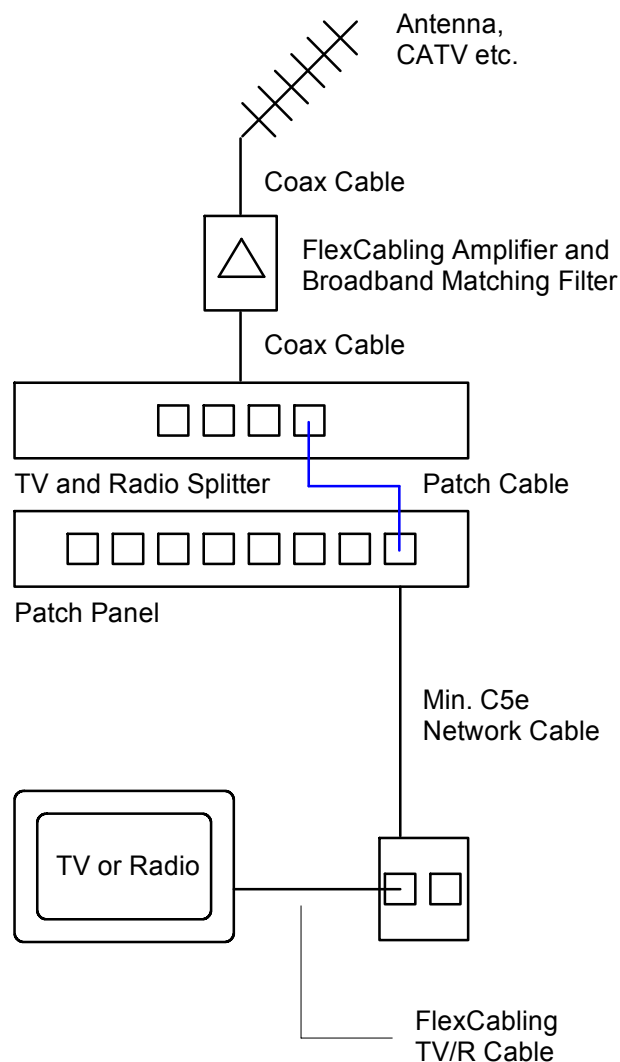 Antenna,
CATV etc.
Coax Cable
FlexCabling Amplifier and
Broadband Matching Filter
Coax Cable
TV and Radio Splitter
Patch Cable
Patch Panel
Min. C5e
Network Cable
TV or Radio
FlexCabling
TV/R Cable